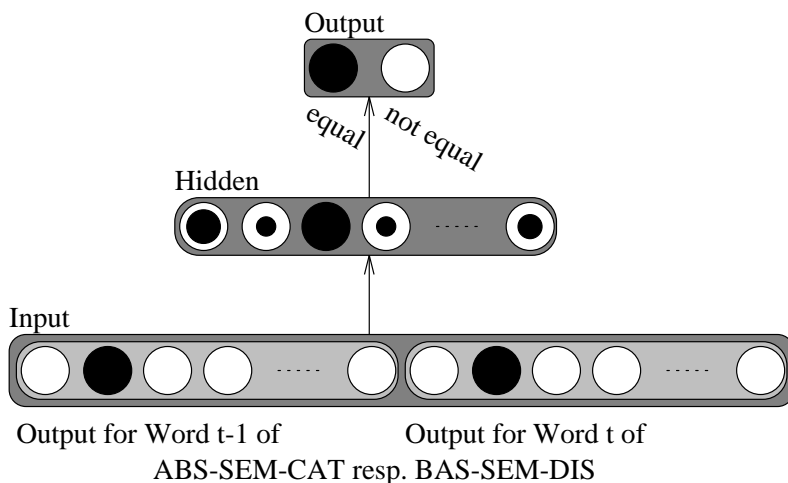 Output
equal
not equal
Hidden
Input
Output for Word t-1 of
Output for Word t of
ABS-SEM-CAT resp. BAS-SEM-DIS